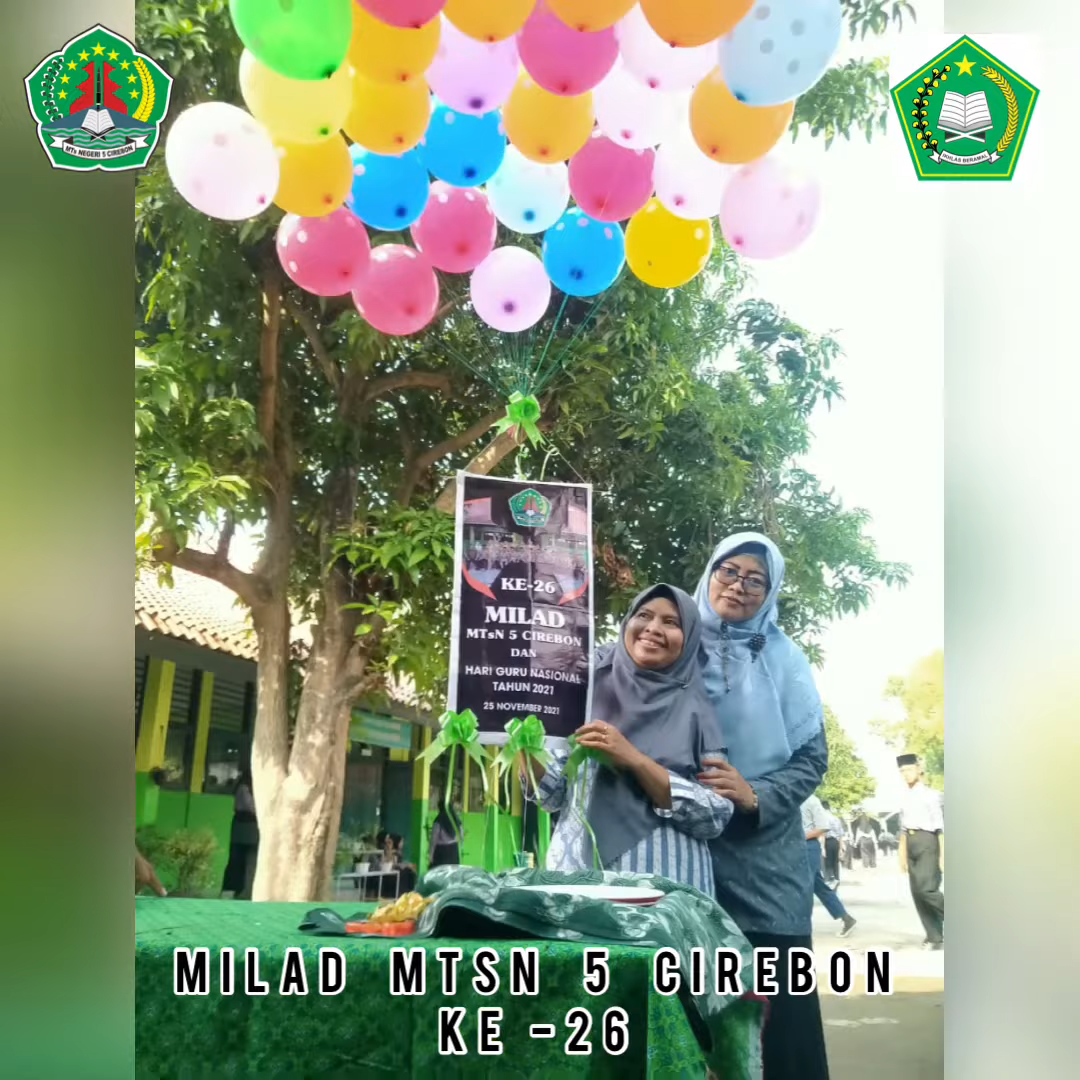 MTs NEGERI 5 CIREBON
IKHLAS BERAMAL
KE-26
MILAD
MTsN 5 CIREBON
DAN
HARI GURU NASIONAL
TAHUN 2021
25 NOVEMBER 2021
MILAD MTSN 5 CIREBON
KE -26